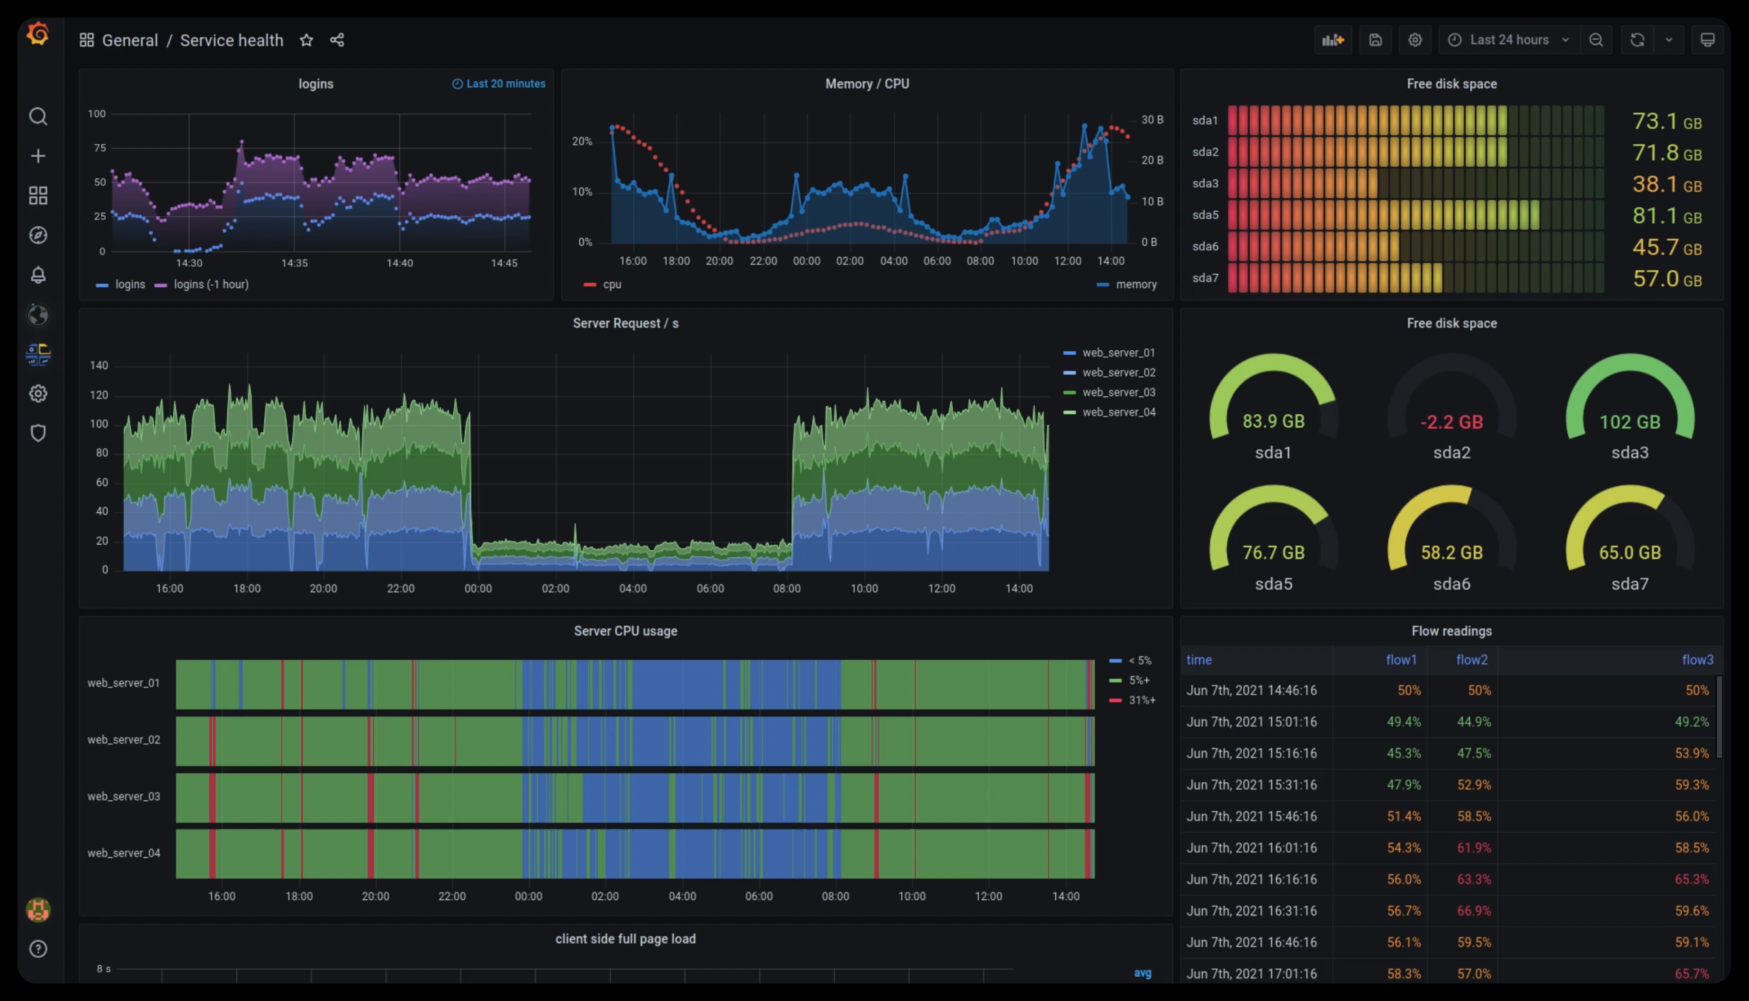 General / Service health
Last 24 hours
logins
Last 20 minutes
100
75
50
25
0
14:30 14:35 14:40 14:45
logins logins (-1 hour)
Memory / CPU
20%
10%
0%
30 B
20 B
10 B
0 B
16:00 18:00 20:00 22:00 00:00 02:00 04:00 06:00 08:00 10:00 12:00 14:00
cpu memory
Free disk space
sda1 73.1 GB
sda2 71.8 GB
sda3 38.1 GB
sda5 81.1 GB
sda6 45.7 GB
sda7 57.0 GB
Server Request / s
140
120
100
80
60
40
20
0
16:00 18:00 20:00 22:00 00:00 02:00 04:00 06:00 08:00 10:00 12:00 14:00
web_server_01
web_server_02
web_server_03
web_server_04
Free disk space
83.9 GB -2.2 GB 102 GB
sda1 sda2 sda3
76.7 GB 58.2 GB 65.0 GB
sda5 sda6 sda7
Server CPU usage
web_server_01
web_server_02
web_server_03
web_server_04
16:00 18:00 20:00 22:00 00:00 02:00 04:00 06:00 08:00 10:00 12:00 14:00
< 5%
5%+
31%+
Flow readings
time flow1 flow2 flow3
Jun 7th, 2021 14:46:16 50% 50% 50%
Jun 7th, 2021 15:01:16 49.4% 44.9% 49.2%
Jun 7th, 2021 15:16:16 45.3% 47.5% 53.9%
Jun 7th, 2021 15:31:16 47.9% 52.9% 59.3%
Jun 7th, 2021 15:46:16 51.4% 58.5% 56.0%
Jun 7th, 2021 16:01:16 54.3% 61.9% 58.5%
Jun 7th, 2021 16:16:16 56.0% 63.3% 65.3%
Jun 7th, 2021 16:31:16 56.7% 66.9% 59.6%
Jun 7th, 2021 16:46:16 56.1% 59.5% 59.1%
Jun 7th, 2021 17:01:16 58.3% 57.0% 65.7%
client side full page load
8 s
avg